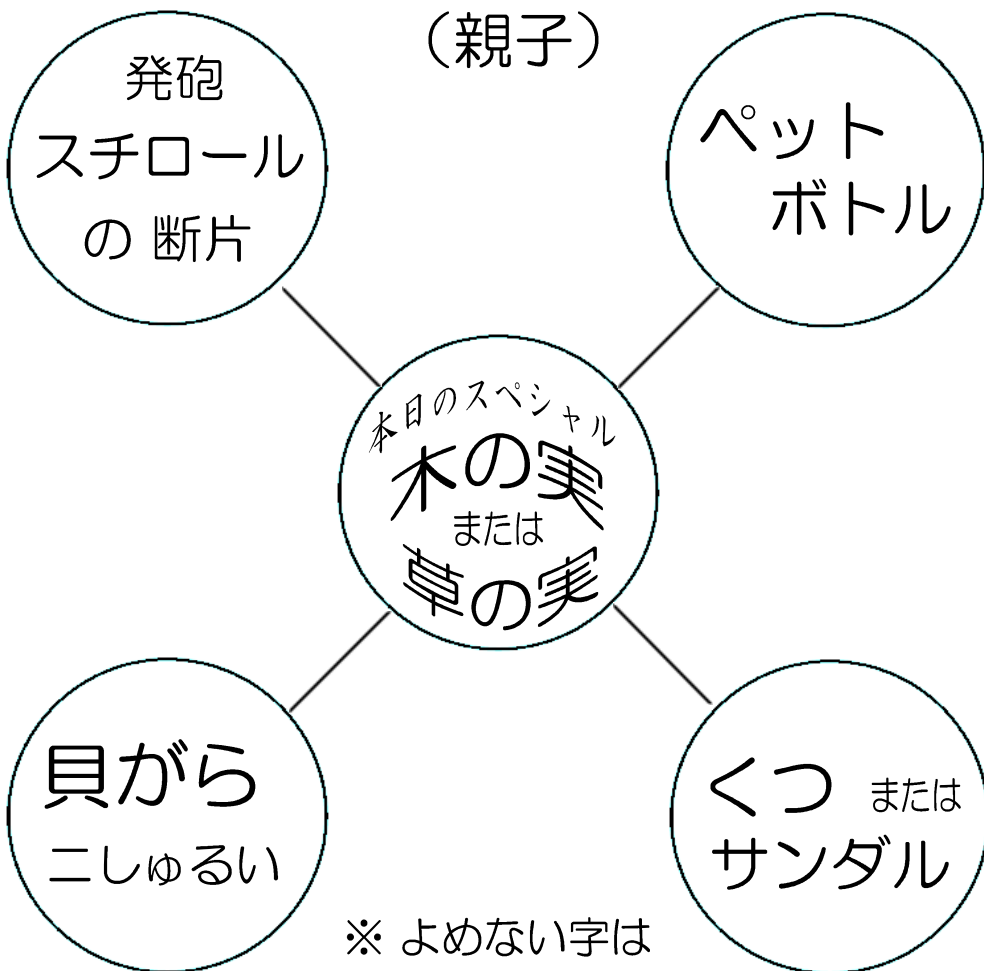 （親子）
発砲
スチロール
の 断片
ペット
ボトル
本日のスペシャル
木の実
または
草の実
貝がら
二しゅるい
くつ または
サンダル
※ よめない字は